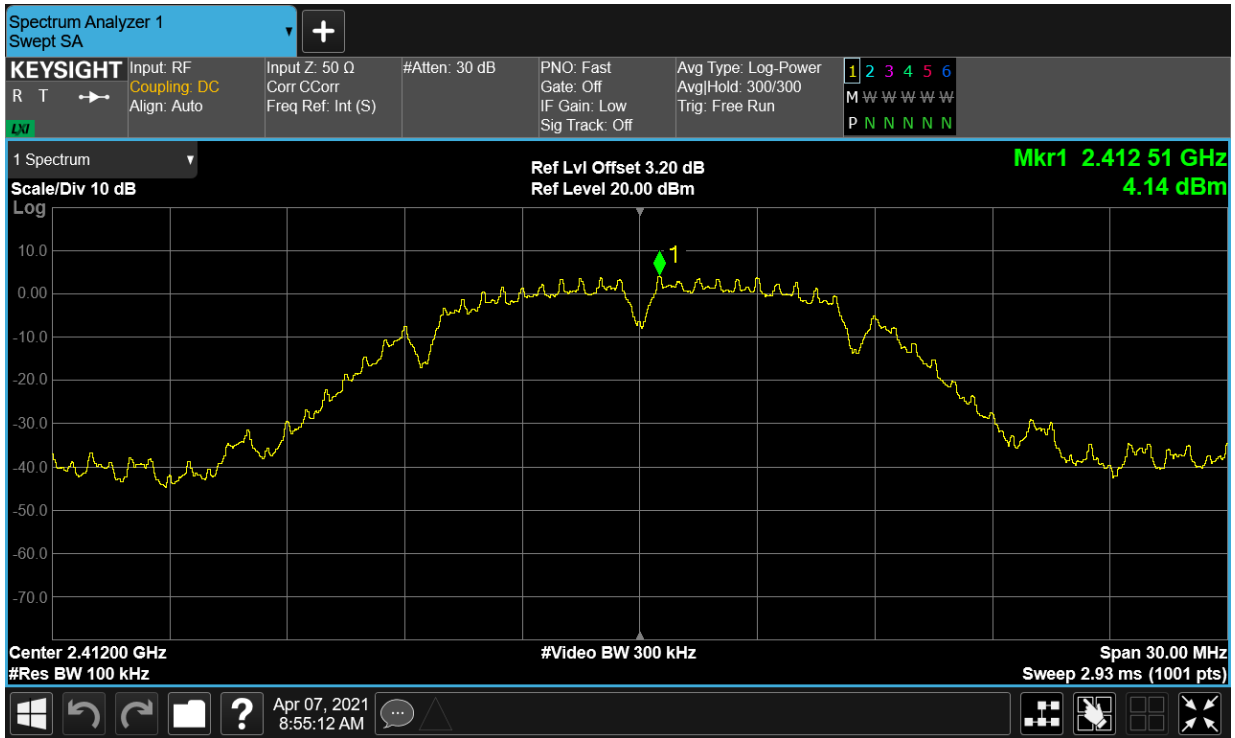 Spectrum Analyzer 1
Swept SA
+
KEYSIGHT
R T
LXI
Input: RF
Coupling: DC
Align: Auto
Input Z: 50 Ω
Corr CCorr
Freq Ref: Int (S)
#Atten: 30 dB
PNO: Fast
Gate: Off
IF Gain: Low
Sig Track: Off
Avg Type: Log-Power
Avg|Hold: 300/300
Trig: Free Run
1 2 3 4 5 6
M W W W W W
P N N N N N
1 Spectrum
Scale/Div 10 dB
Log
Ref Lvl Offset 3.20 dB
Ref Level 20.00 dBm
Mkr1 2.412 51 GHz
4.14 dBm
1
10.0
0.00
-10.0
-20.0
-30.0
-40.0
-50.0
-60.0
-70.0
Center 2.41200 GHz
#Res BW 100 kHz
#Video BW 300 kHz
Span 30.00 MHz
Sweep 2.93 ms (1001 pts)
?
Apr 07, 2021
8:55:12 AM